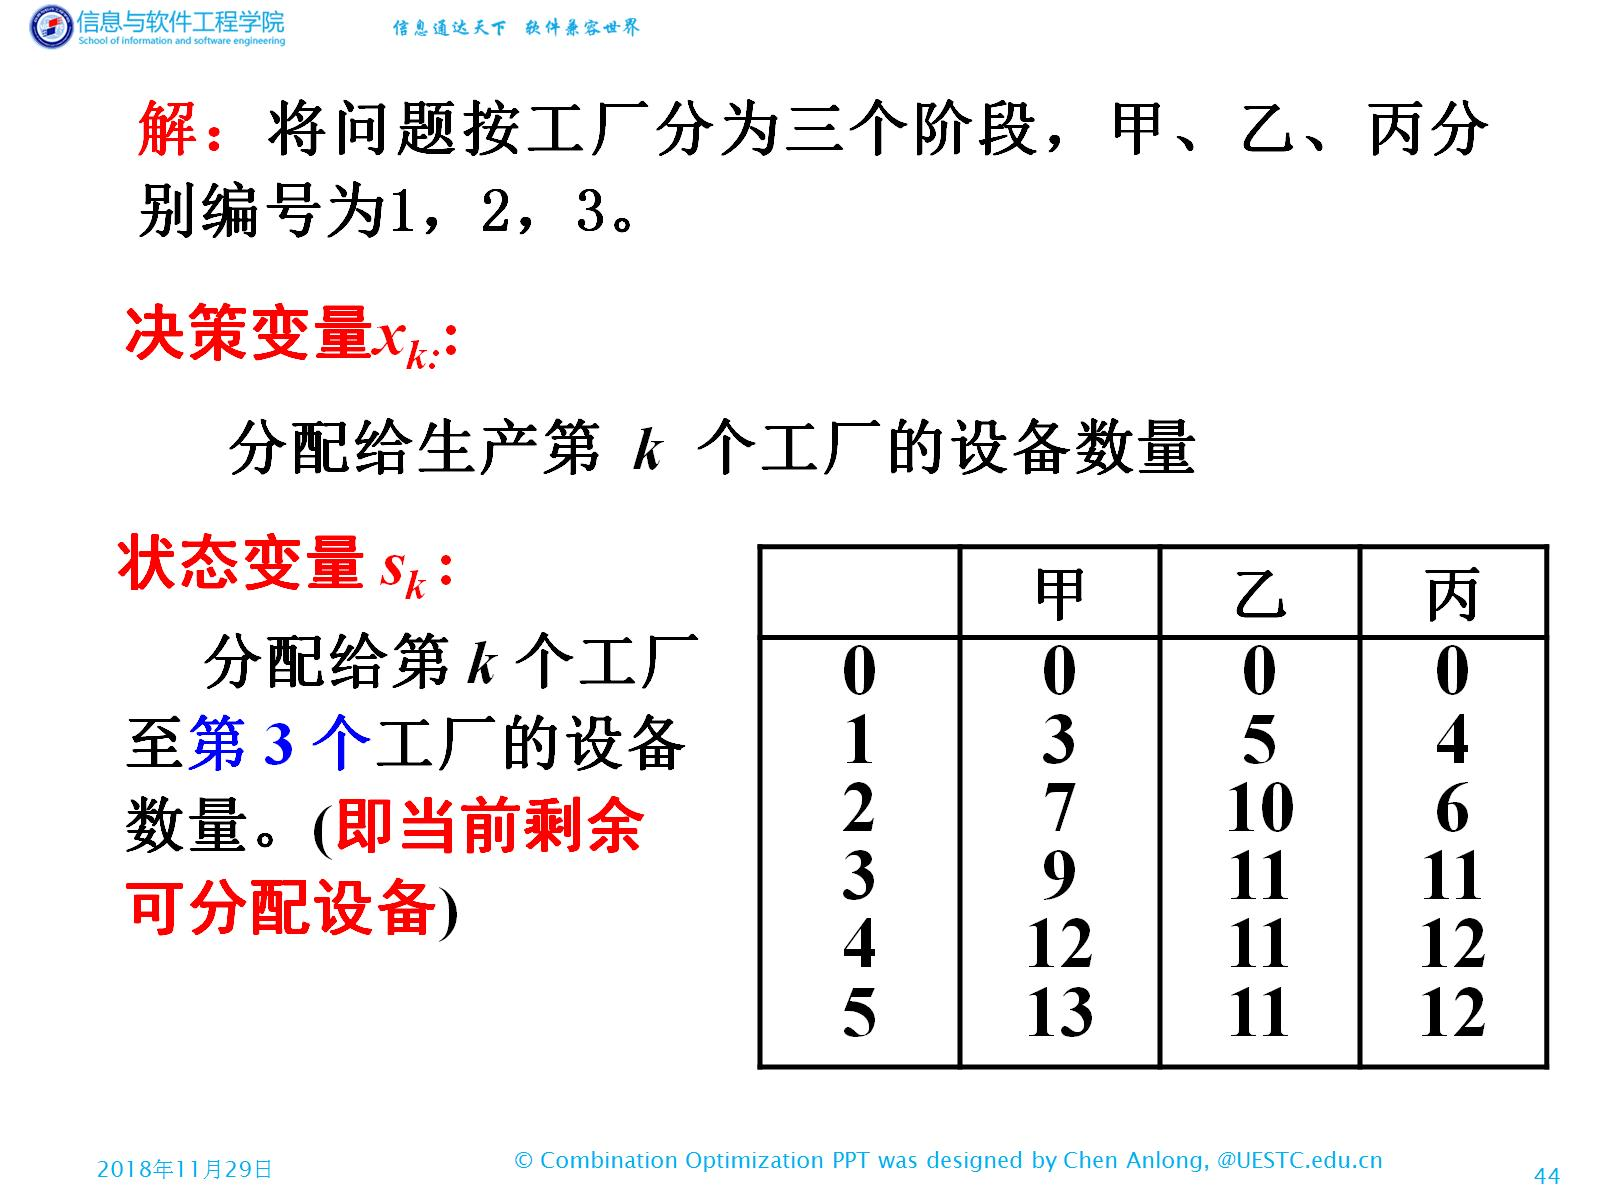 信息与软件工程学院
School of information and software engineering
信息通达天下 软件兼容世界
解：将问题按工厂分为三个阶段，甲、乙、丙分
别编号为1，2，3。
决策变量xk::
分配给生产第 k 个工厂的设备数量
状态变量 sk :
分配给第 k 个工厂
至第 3 个工厂的设备
数量。(即当前剩余
可分配设备)
甲 乙 丙
0 0 0 0
1 3 5 4
2 7 10 6
3 9 11 11
4 12 11 12
5 13 11 12
2018年11月29日
© Combination Optimization PPT was designed by Chen Anlong, @UESTC.edu.cn
44